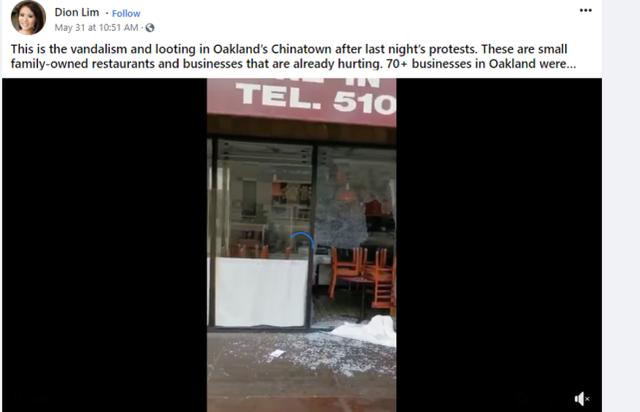 Dion Lim · Follow
May 31 at 10:51 AM ·
This is the vandalism and looting in Oakland's Chinatown after last night's protests. These are small
family-owned restaurants and businesses that are already hurting. 70+ businesses in Oakland were...
TEL. 510